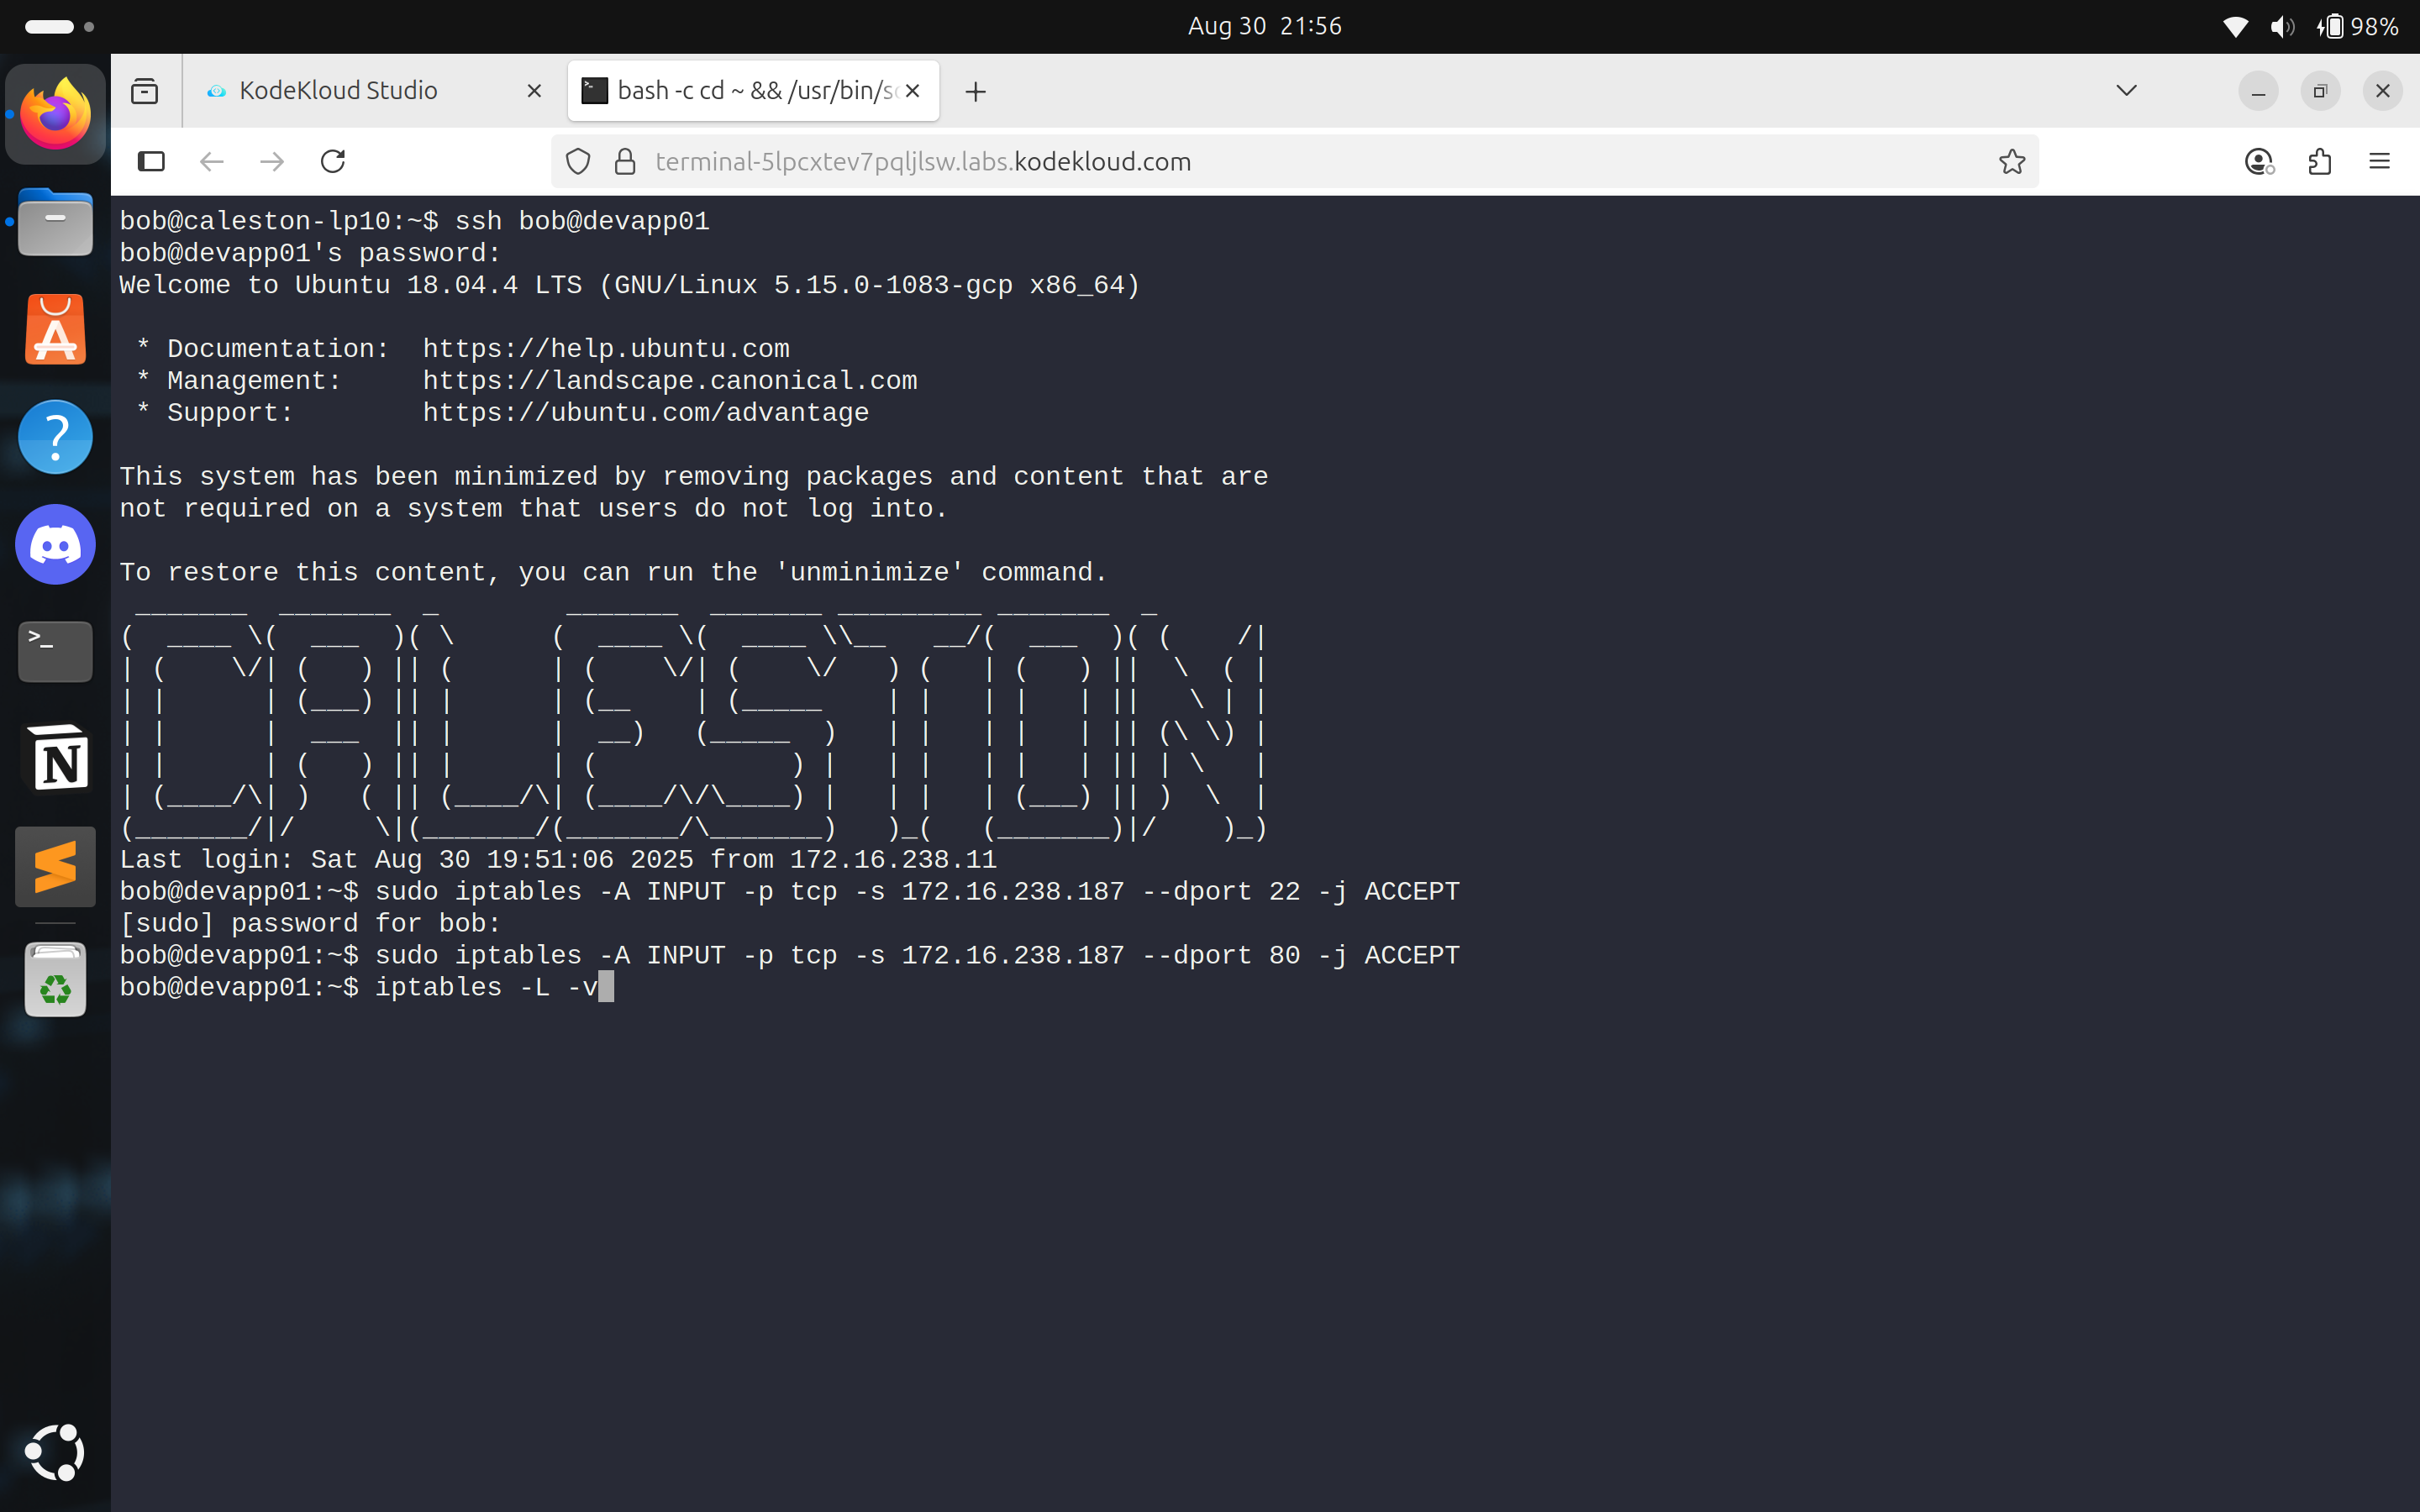 Aug 30 21:56
98%
KodeKloud Studio
bash -c cd ~ && /usr/bin/sc
terminal-5lpcxtev7pqljlsw.labs.kodekloud.com
bob@caleston-lp10:~$ ssh bob@devapp01
bob@devapp01's password:
Welcome to Ubuntu 18.04.4 LTS (GNU/Linux 5.15.0-1083-gcp x86_64)
* Documentation:  https://help.ubuntu.com
* Management:     https://landscape.canonical.com
* Support:        https://ubuntu.com/advantage
This system has been minimized by removing packages and content that are
not required on a system that users do not log into.
To restore this content, you can run the 'unminimize' command.
CALESTON
Last login: Sat Aug 30 19:51:06 2025 from 172.16.238.11
bob@devapp01:~$ sudo iptables -A INPUT -p tcp -s 172.16.238.187 --dport 22 -j ACCEPT
[sudo] password for bob:
bob@devapp01:~$ sudo iptables -A INPUT -p tcp -s 172.16.238.187 --dport 80 -j ACCEPT
bob@devapp01:~$ iptables -L -v